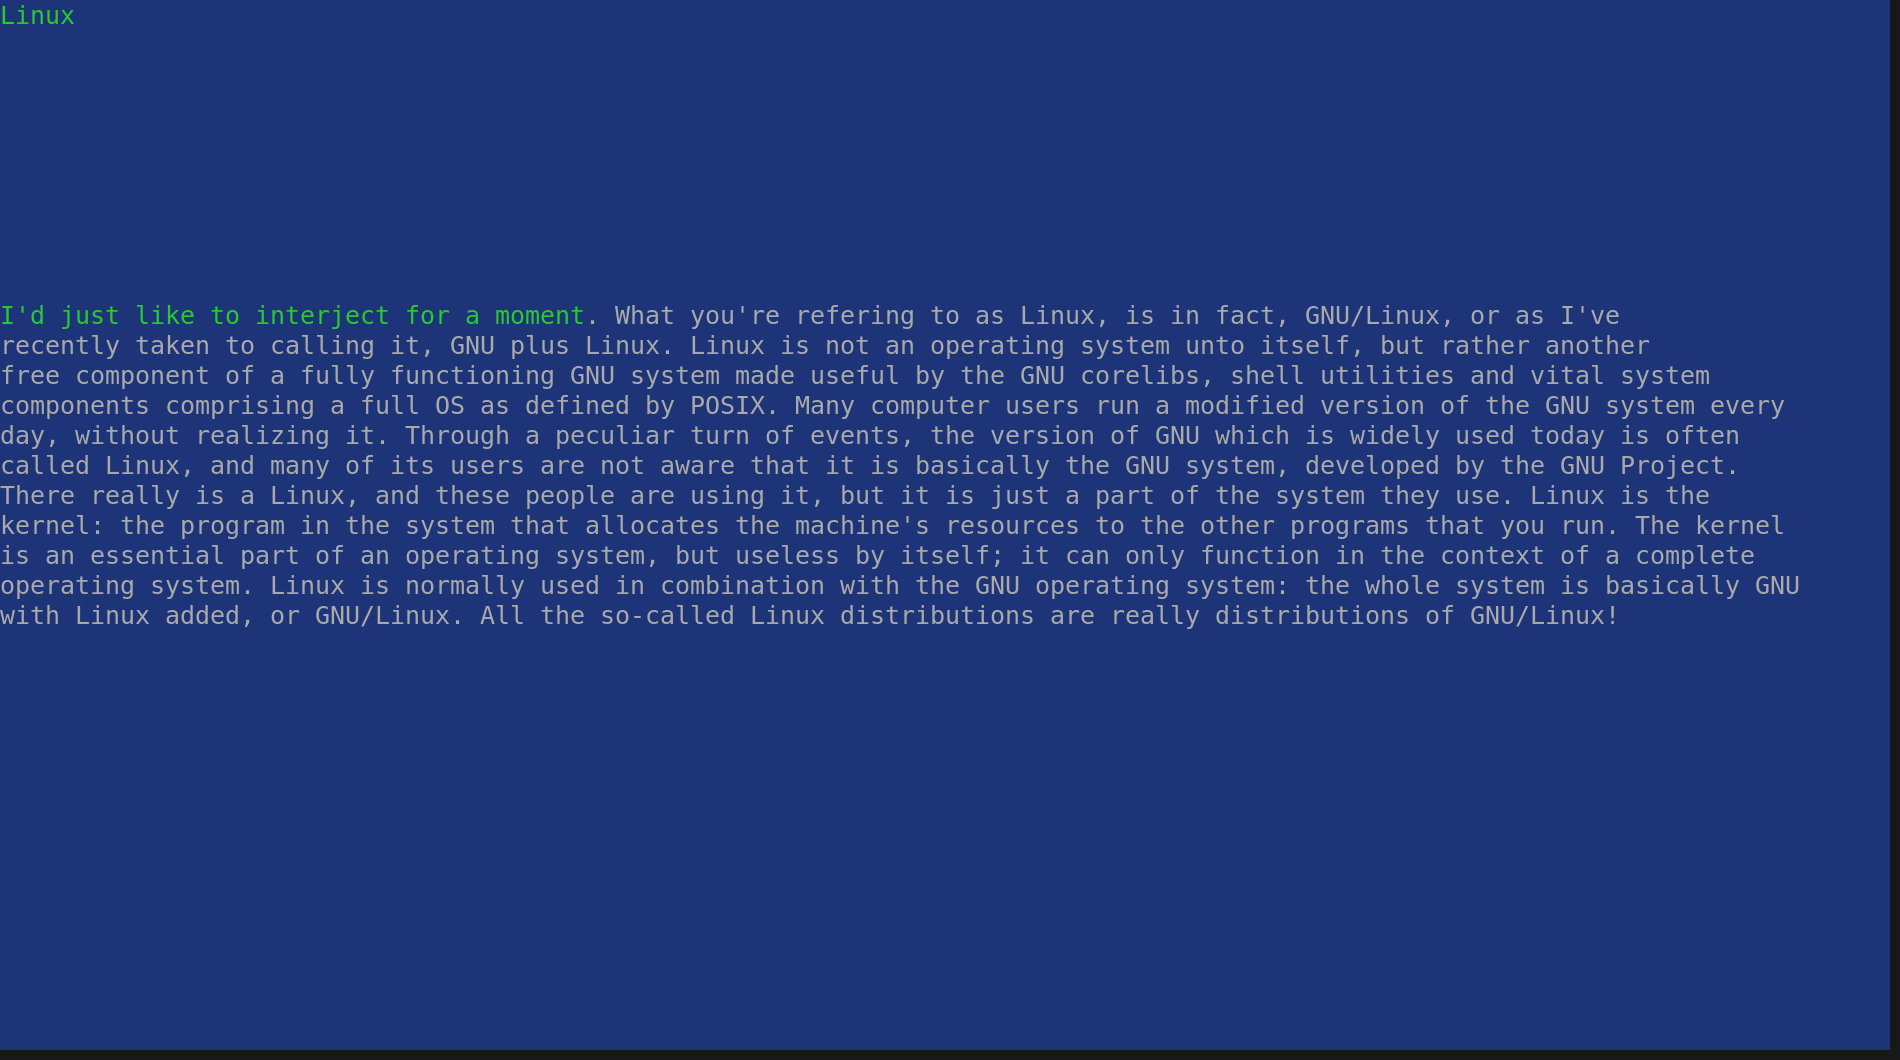 Linux
I'd just like to interject for a moment. What you're refering to as Linux, is in fact, GNU/Linux, or as I've
recently taken to calling it, GNU plus Linux. Linux is not an operating system unto itself, but rather another
free component of a fully functioning GNU system made useful by the GNU corelibs, shell utilities and vital system
components comprising a full OS as defined by POSIX. Many computer users run a modified version of the GNU system every
day, without realizing it. Through a peculiar turn of events, the version of GNU which is widely used today is often
called Linux, and many of its users are not aware that it is basically the GNU system, developed by the GNU Project.
There really is a Linux, and these people are using it, but it is just a part of the system they use. Linux is the
kernel: the program in the system that allocates the machine's resources to the other programs that you run. The kernel
is an essential part of an operating system, but useless by itself; it can only function in the context of a complete
operating system. Linux is normally used in combination with the GNU operating system: the whole system is basically GNU
with Linux added, or GNU/Linux. All the so-called Linux distributions are really distributions of GNU/Linux!